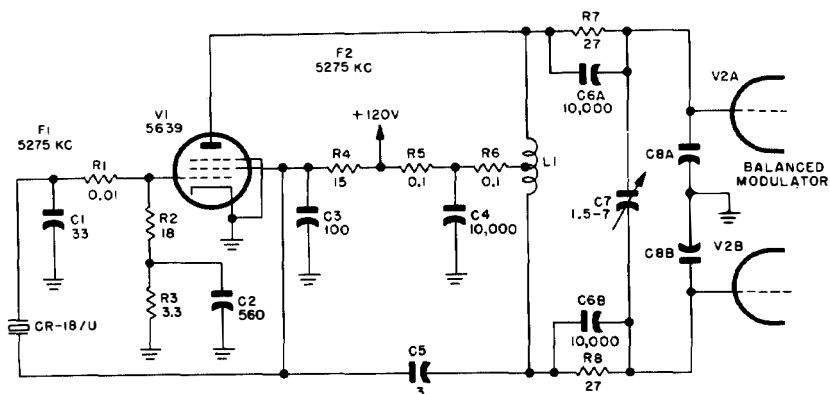 F2
5275 KC
R7
27
C6A
10,000
V2A
V1
5639
+120V
F1
5275 KC
R1
0.01
R4
15
R5
0.1
R6
0.1
L1
C8A
BALANCED
MODULATOR
C1
33
R2
18
C3
100
C4
10,000
C7
1.5-7
C8B
V2B
R3
3.3
C2
560
CR-18/U
C6B
10,000
C5
3
R8
27